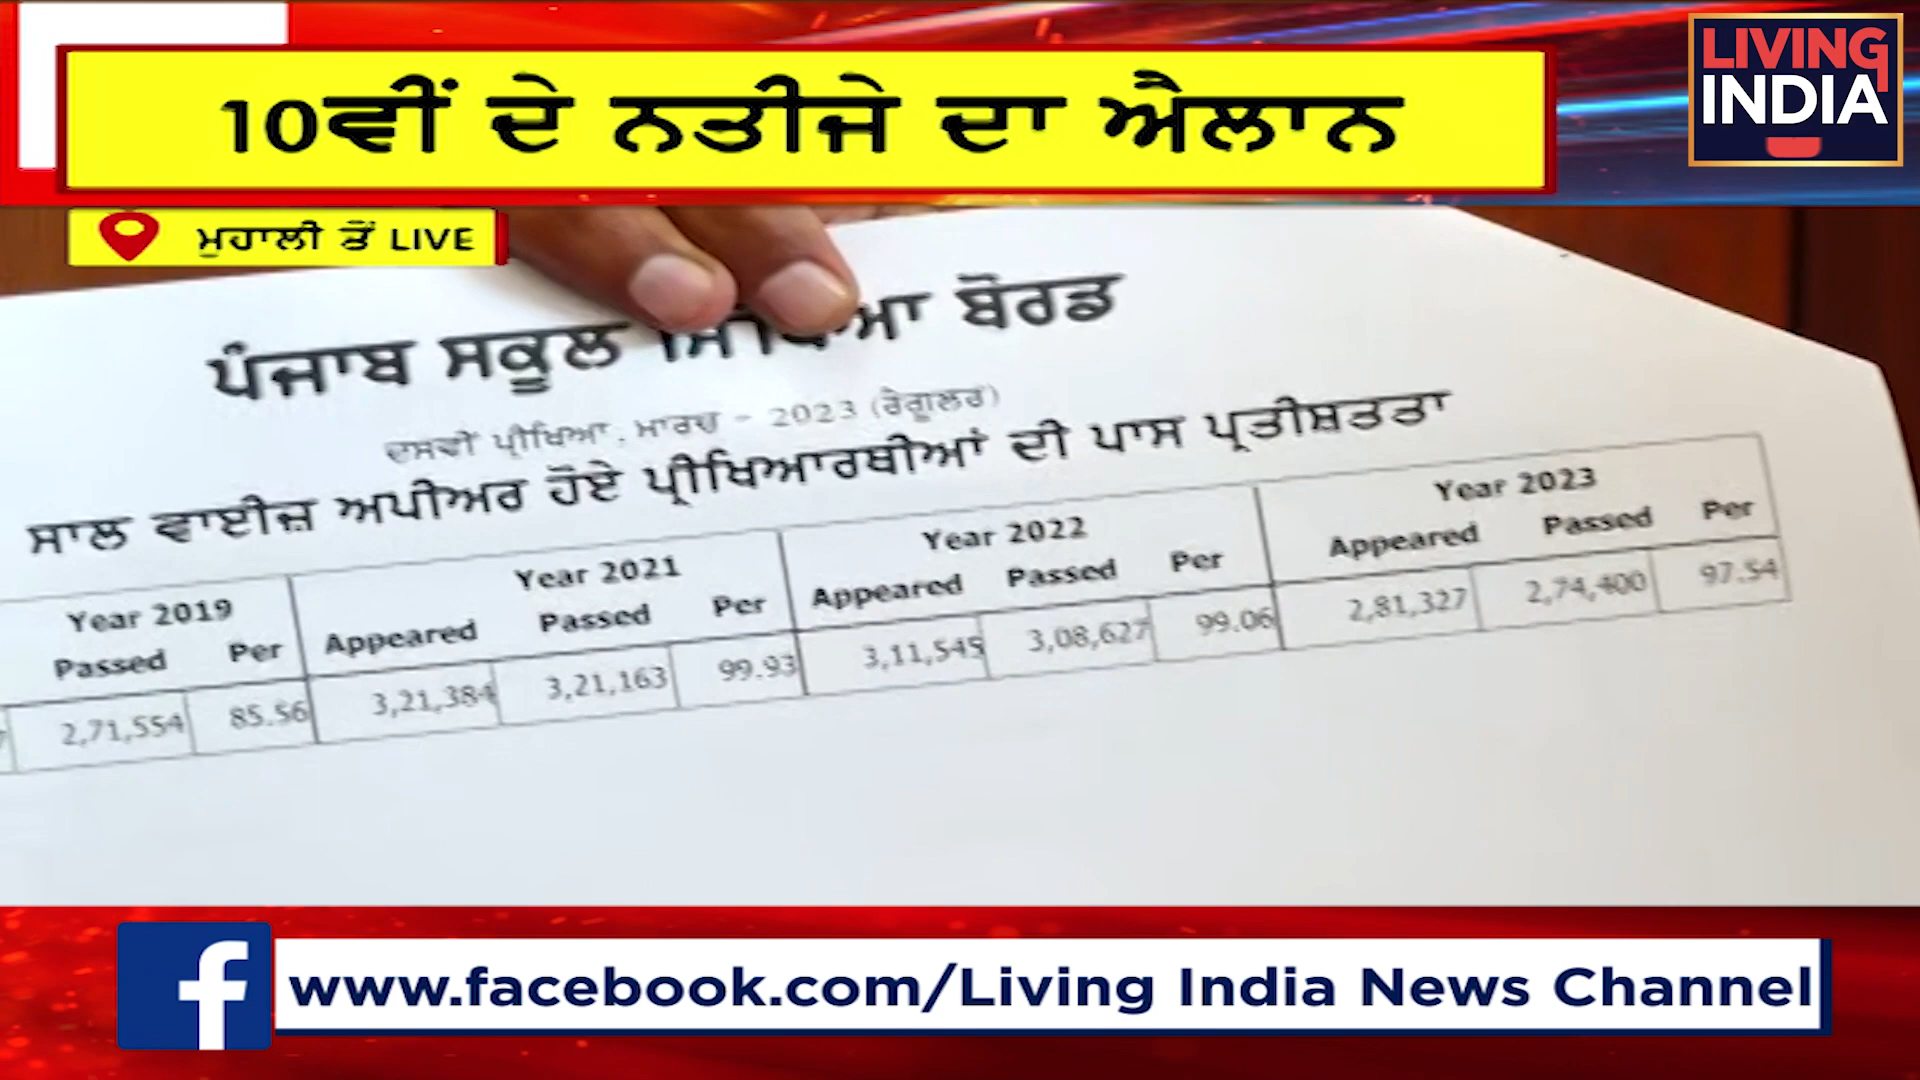 10ਵੀਂ ਦੇ ਨਤੀਜੇ ਦਾ ਐਲਾਨ
LIVING
INDIA
ਮੁਹਾਲੀ ਤੋਂ LIVE
ਪੰਜਾਬ ਸਕੂਲ ਬੋਰਡ
ਦਸਵੀਂ ਪ੍ਰੀਖਿਆ, ਮਾਰਚ - 2023 (ਰੈਗੂਲਰ)
ਸਾਲ ਵਾਈਜ਼ ਅਪੀਅਰ ਹੋਏ ਪ੍ਰੀਖਿਆਰਥੀਆਂ ਦੀ ਪਾਸ ਪ੍ਰਤੀਸ਼ਤਤਾ
Year 2019 Year 2021 Year 2022 Year 2023
Passed Per Appeared Passed Per Appeared Passed Per Appeared Passed Per
2,71,554 85.56 3,21,384 3,21,163 99.93 3,11,545 3,08,627 99.06 2,81,327 2,74,400 97.54
www.facebook.com/Living India News Channel